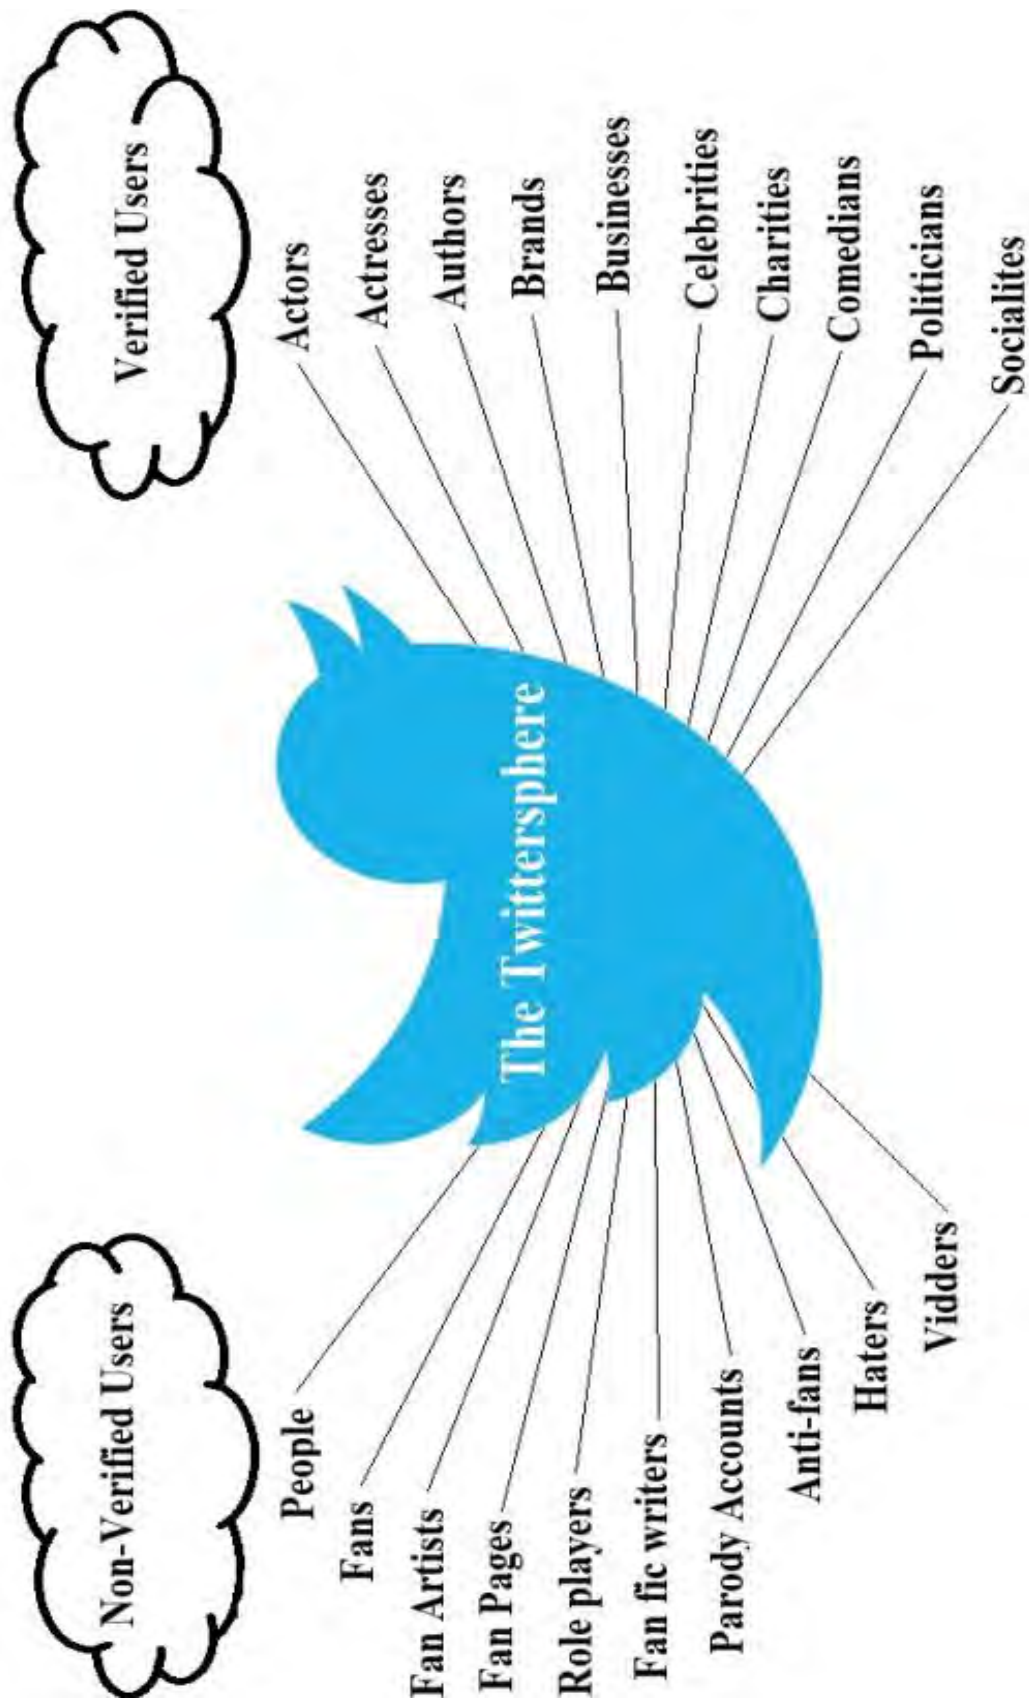 Non-Verified Users
Verified Users
People
Fans
Fan Artists
Fan Pages
Role players
Fan fic writers
Parody Accounts
Anti-fans
Haters
Vidders
The Twittersphere
Actors
Actresses
Authors
Brands
Businesses
Celebrities
Charities
Comedians
Politicians
Socialites